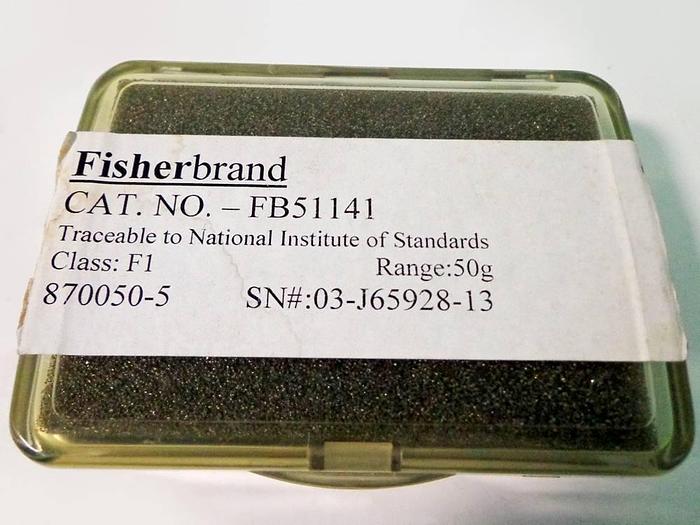 Fisherbrand
CAT. NO. – FB51141
Traceable to National Institute of Standards
Class: F1 Range:50g
870050-5 SN#:03-J65928-13